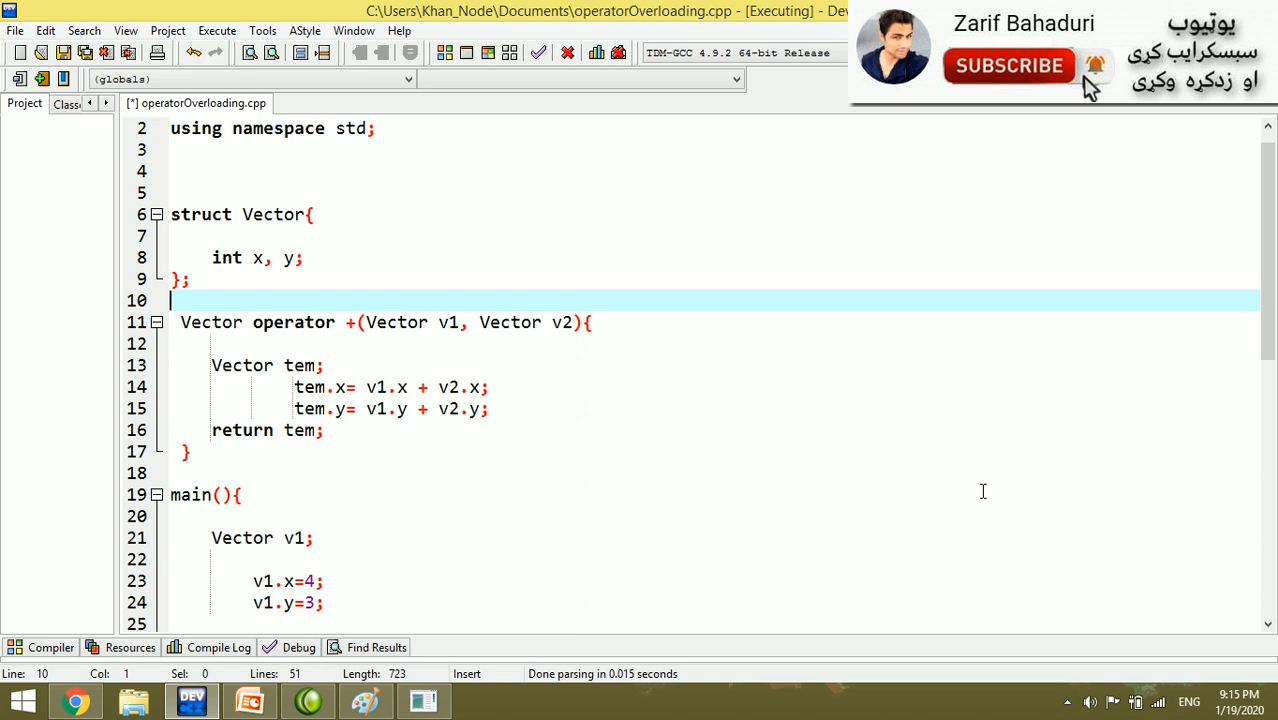 C:\Users\Khan_Node\Documents\operatorOverloading.cpp - [Executing] - Dev
File Edit Search View Project Execute Tools AStyle Window Help
TDM-GCC 4.9.2 64-bit Release
(globals)
Zarif Bahaduri
SUBSCRIBE
یوټیوب
سبسکرایب کړی
او زدکړه وکړی
Project Classe [*] operatorOverloading.cpp
2 using namespace std;
3
4
5
6 struct Vector{
7
8 int x, y;
9 };
10
11 Vector operator +(Vector v1, Vector v2){
12
13 Vector tem;
14 tem.x= v1.x + v2.x;
15 tem.y= v1.y + v2.y;
16 return tem;
17 }
18
19 main(){
20
21 Vector v1;
22
23 v1.x=4;
24 v1.y=3;
25
Compiler Resources Compile Log Debug Find Results
Line: 10 Col: 1 Sel: 0 Lines: 51 Length: 723 Insert Done parsing in 0.015 seconds
DEV C++ ENG 9:15 PM
1/19/2020